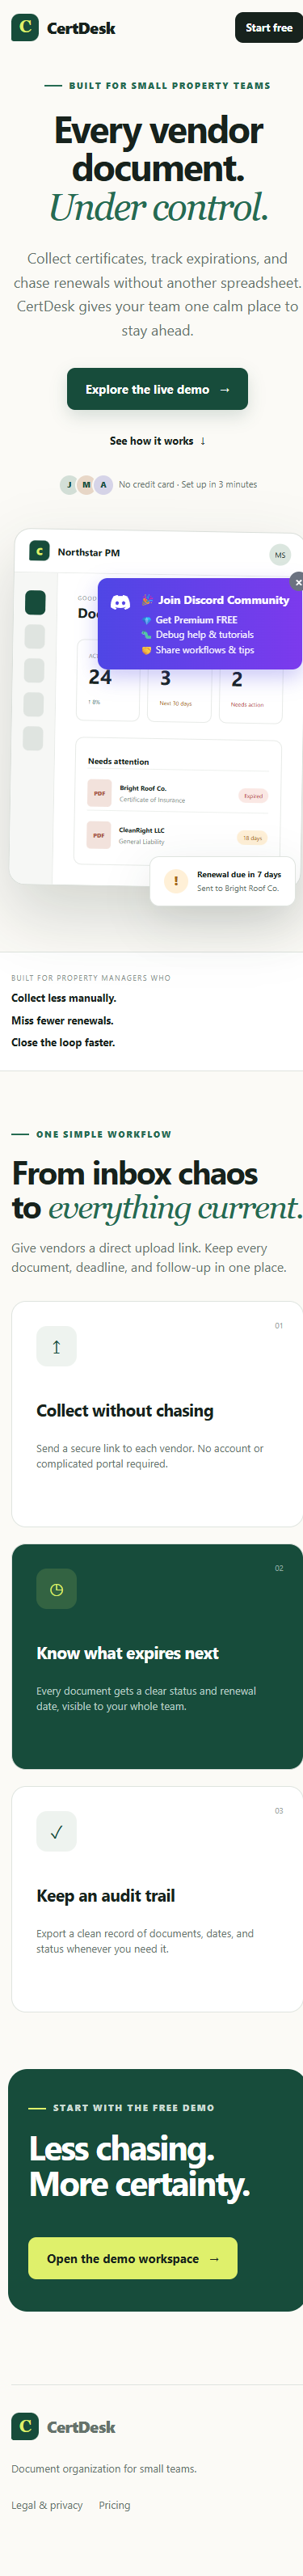 C CertDesk
Start free
BUILT FOR SMALL PROPERTY TEAMS
Every vendor
document.
Under control.
Collect certificates, track expirations, and
chase renewals without another spreadsheet.
CertDesk gives your team one calm place to
stay ahead.
Explore the live demo →
See how it works ↓
J M A No credit card · Set up in 3 minutes
C Northstar PM
MS
🎉 Join Discord Community
💎 Get Premium FREE
🐛 Debug help & tutorials
🤝 Share workflows & tips
24
3
2
↑ 8%
Next 30 days
Needs action
Needs attention
PDF
Bright Roof Co.
Certificate of Insurance
Expired
PDF
CleanRight LLC
General Liability
18 days
!
Renewal due in 7 days
Sent to Bright Roof Co.
BUILT FOR PROPERTY MANAGERS WHO
Collect less manually.
Miss fewer renewals.
Close the loop faster.
ONE SIMPLE WORKFLOW
From inbox chaos
to everything current.
Give vendors a direct upload link. Keep every
document, deadline, and follow-up in one place.
01
Collect without chasing
Send a secure link to each vendor. No account or
complicated portal required.
02
Know what expires next
Every document gets a clear status and renewal
date, visible to your whole team.
03
Keep an audit trail
Export a clean record of documents, dates, and
status whenever you need it.
START WITH THE FREE DEMO
Less chasing.
More certainty.
Open the demo workspace →
C CertDesk
Document organization for small teams.
Legal & privacy Pricing